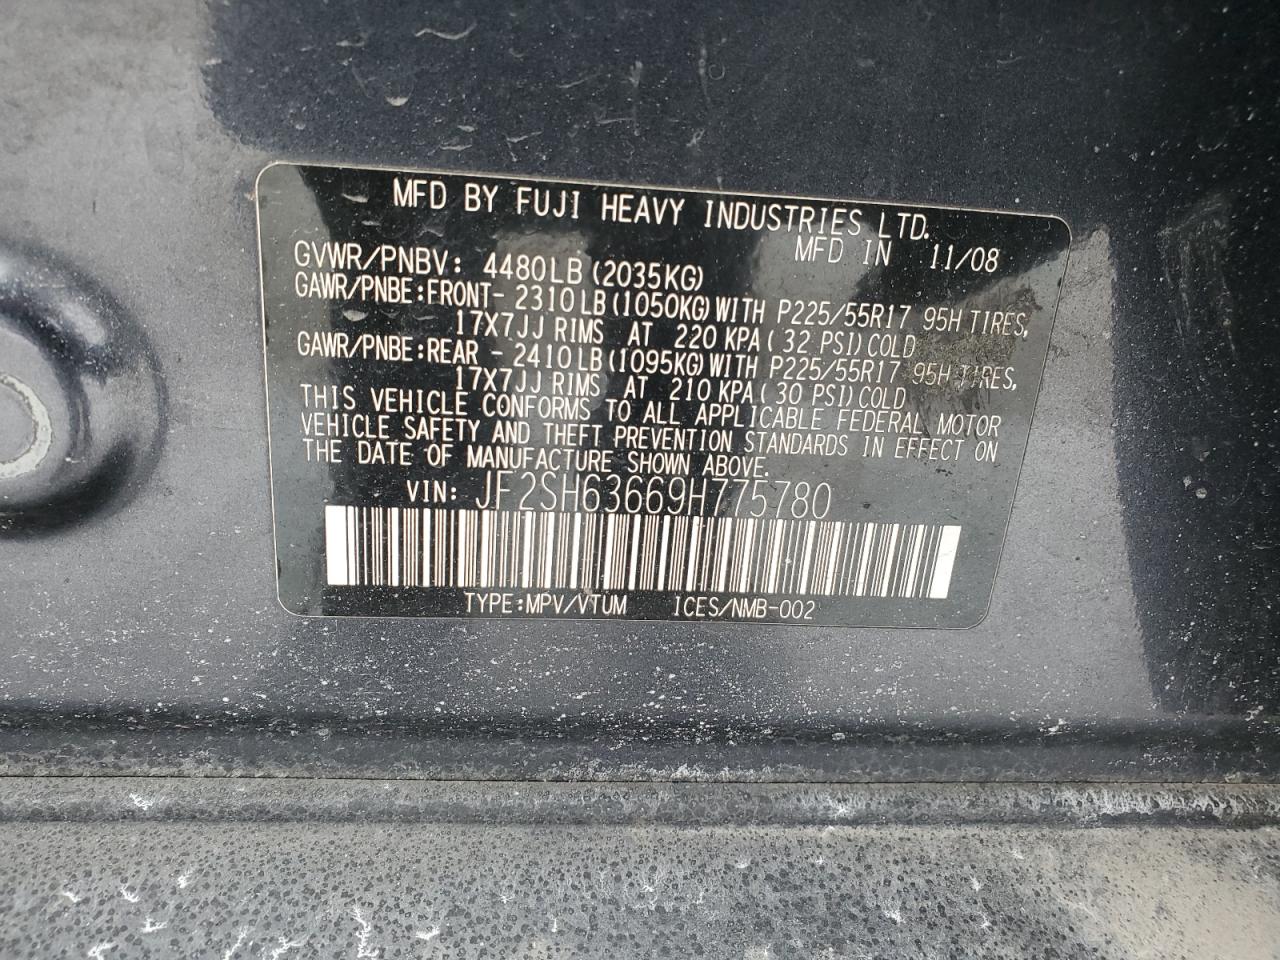 MFD BY FUJI HEAVY INDUSTRIES LTD.
MFD IN 11/08
GVWR/PNBV: 4480LB (2035KG)
GAWR/PNBE:FRONT- 2310LB (1050KG) WITH P225/55R17 95H TIRES,
17X7JJ RIMS AT 220 KPA ( 32 PSI) COLD
GAWR/PNBE:REAR - 2410LB (1095KG) WITH P225/55R17 95H TIRES,
17X7JJ RIMS AT 210 KPA ( 30 PSI) COLD
THIS VEHICLE CONFORMS TO ALL APPLICABLE FEDERAL MOTOR
VEHICLE SAFETY AND THEFT PREVENTION STANDARDS IN EFFECT ON
THE DATE OF MANUFACTURE SHOWN ABOVE.
VIN: JF2SH63669H775780
TYPE:MPV/VTUM ICES/NMB-002